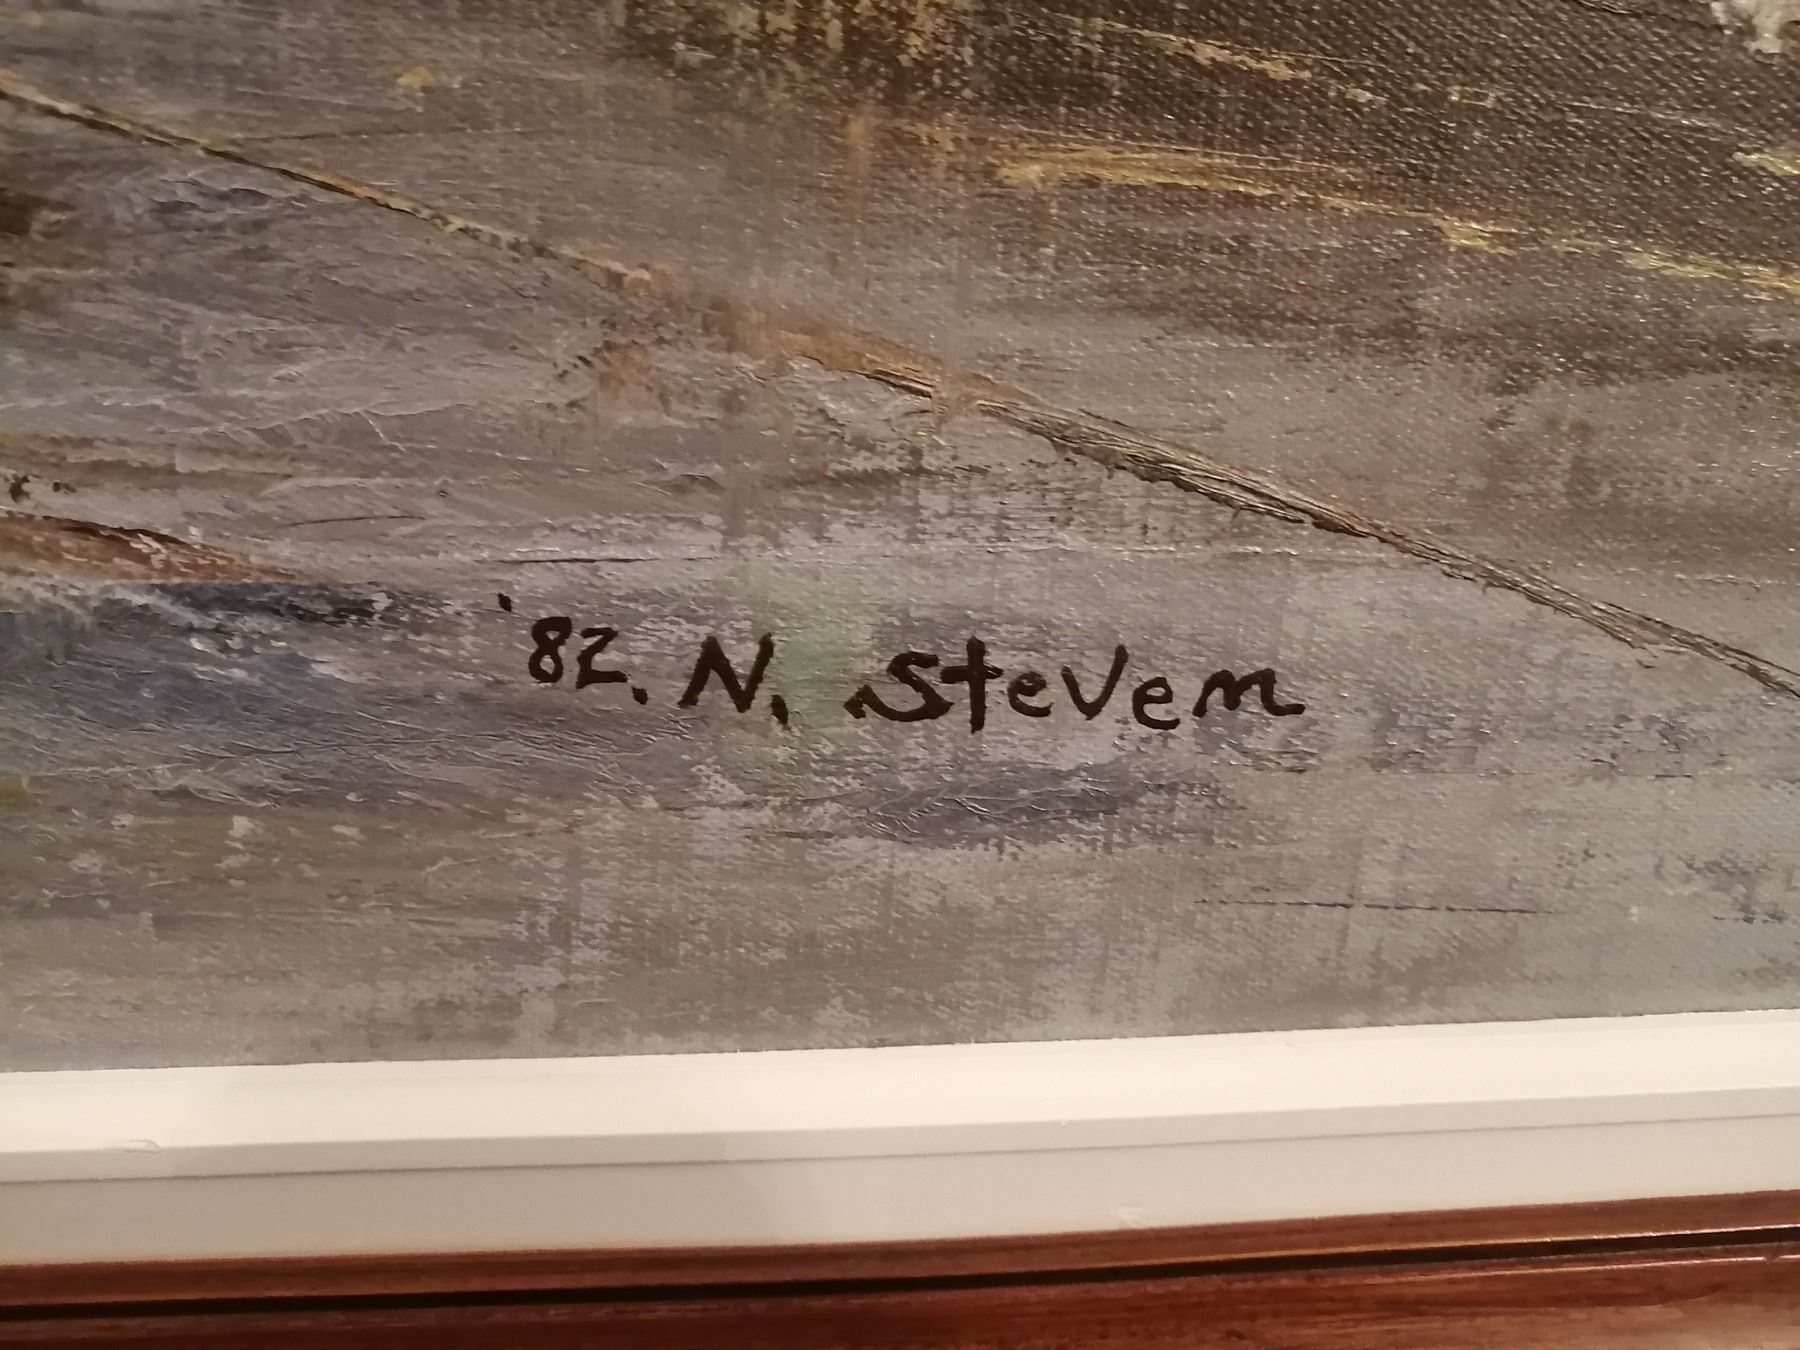 '82. N. Steven